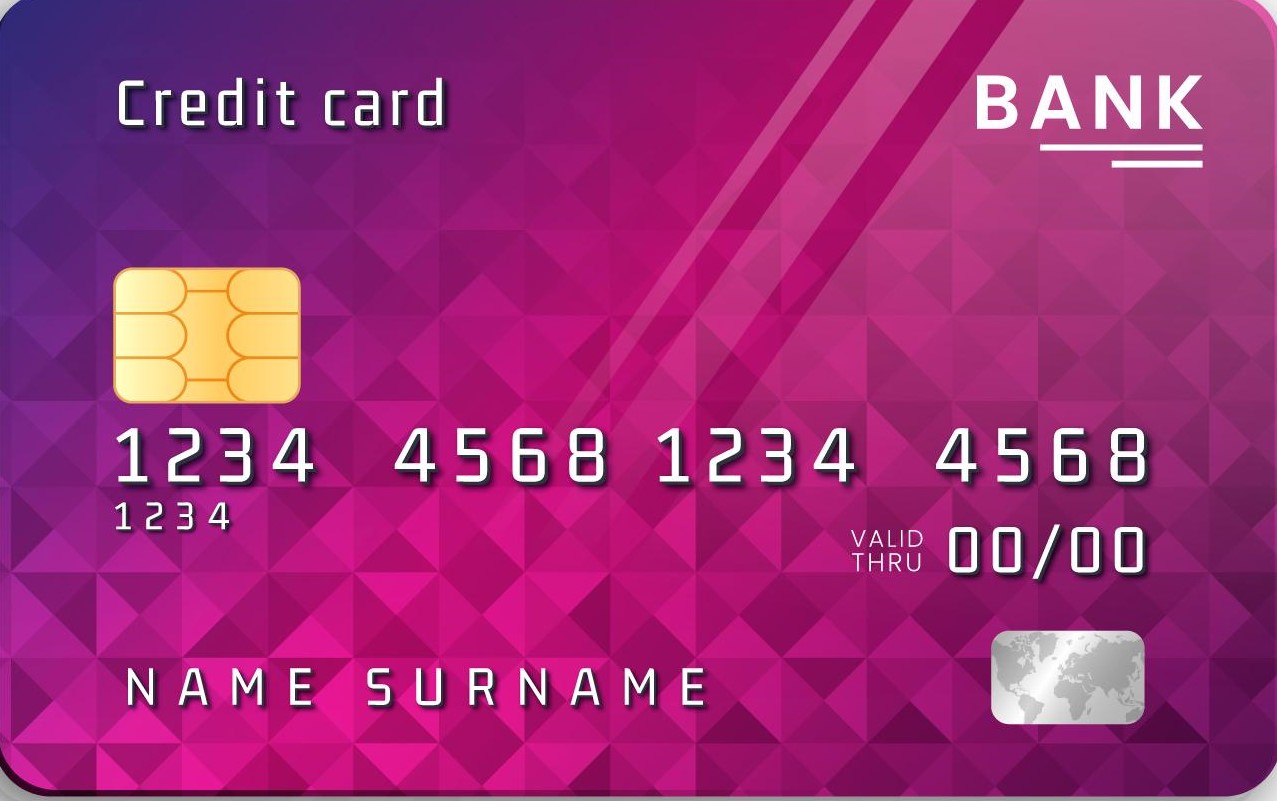 Credit card
BANK
1234 4568 1234 4568
1234
VALID
THRU
00/00
NAME SURNAME